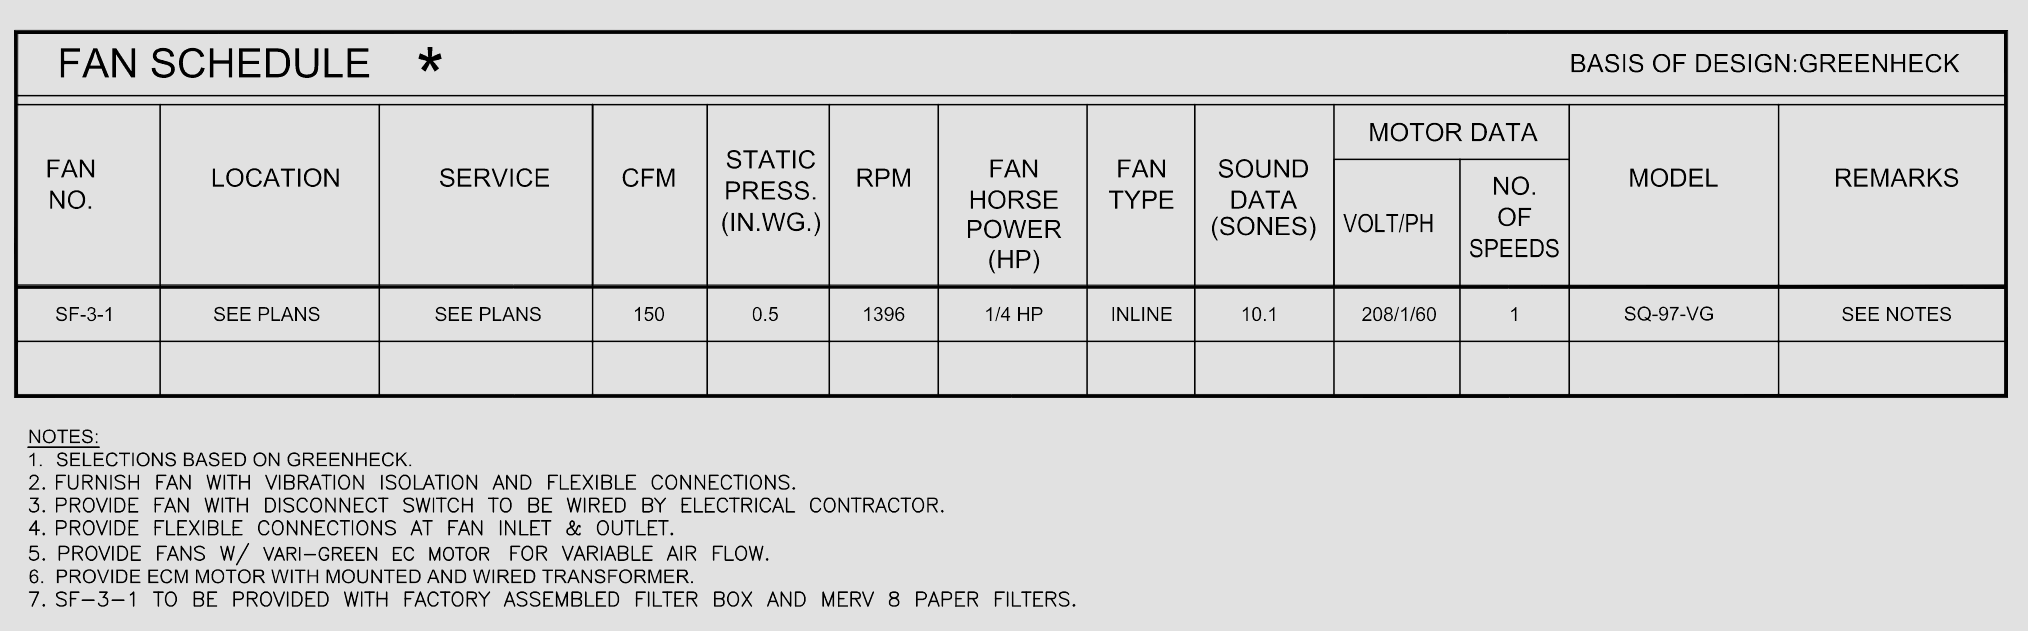 FAN SCHEDULE *
BASIS OF DESIGN:GREENHECK
FAN
NO.
LOCATION
SERVICE
CFM
STATIC
PRESS.
(IN.WG.)
RPM
FAN
HORSE
POWER
(HP)
FAN
TYPE
SOUND
DATA
(SONES)
MOTOR DATA
VOLT/PH
NO.
OF
SPEEDS
MODEL
REMARKS
SF-3-1 SEE PLANS SEE PLANS 150 0.5 1396 1/4 HP INLINE 10.1 208/1/60 1 SQ-97-VG SEE NOTES
NOTES:
1. SELECTIONS BASED ON GREENHECK.
2. FURNISH FAN WITH VIBRATION ISOLATION AND FLEXIBLE CONNECTIONS.
3. PROVIDE FAN WITH DISCONNECT SWITCH TO BE WIRED BY ELECTRICAL CONTRACTOR.
4. PROVIDE FLEXIBLE CONNECTIONS AT FAN INLET & OUTLET.
5. PROVIDE FANS W/ VARI-GREEN EC MOTOR FOR VARIABLE AIR FLOW.
6. PROVIDE ECM MOTOR WITH MOUNTED AND WIRED TRANSFORMER.
7. SF-3-1 TO BE PROVIDED WITH FACTORY ASSEMBLED FILTER BOX AND MERV 8 PAPER FILTERS.